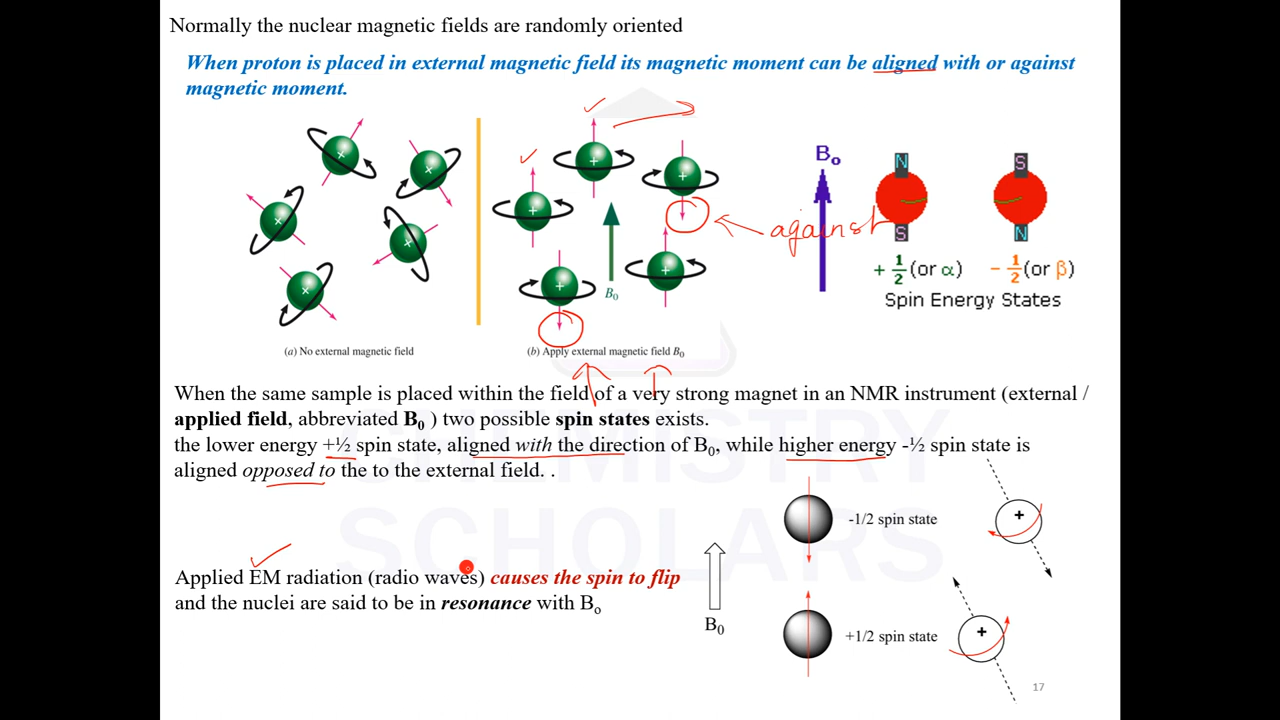 Normally the nuclear magnetic fields are randomly oriented
When proton is placed in external magnetic field its magnetic moment can be aligned with or against
magnetic moment.
B₀
N
S
against
S
N
+ 1/2 (or α)
- 1/2 (or β)
Spin Energy States
B₀
(a) No external magnetic field
(b) Apply external magnetic field B₀
When the same sample is placed within the field of a very strong magnet in an NMR instrument (external /
applied field, abbreviated B₀ ) two possible spin states exists.
the lower energy +½ spin state, aligned with the direction of B₀, while higher energy -½ spin state is
aligned opposed to the to the external field. .
CHEMISTRY
SCHOLARS
-1/2 spin state
+
Applied EM radiation (radio waves) causes the spin to flip
and the nuclei are said to be in resonance with Bₒ
B₀
+1/2 spin state
+
17